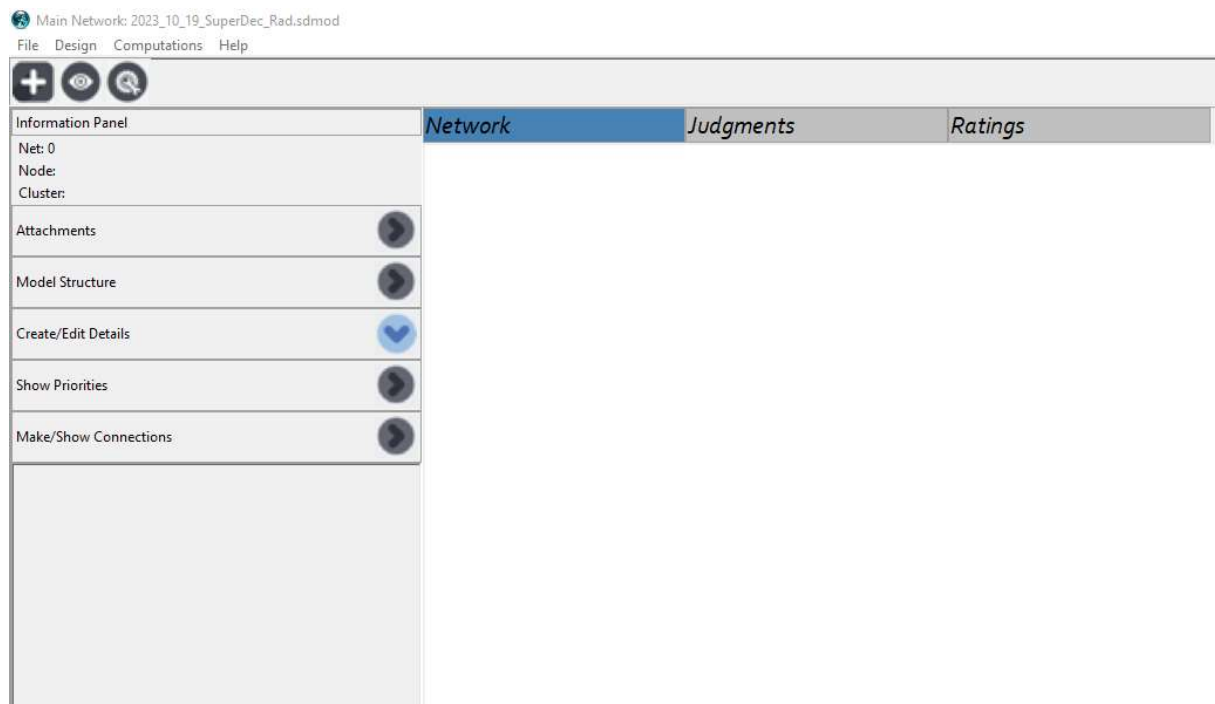 Main Network: 2023_10_19_SuperDec_Rad.sdmod
File Design Computations Help
Information Panel
Network Judgments Ratings
Net: 0
Node:
Cluster:
Attachments
Model Structure
Create/Edit Details
Show Priorities
Make/Show Connections